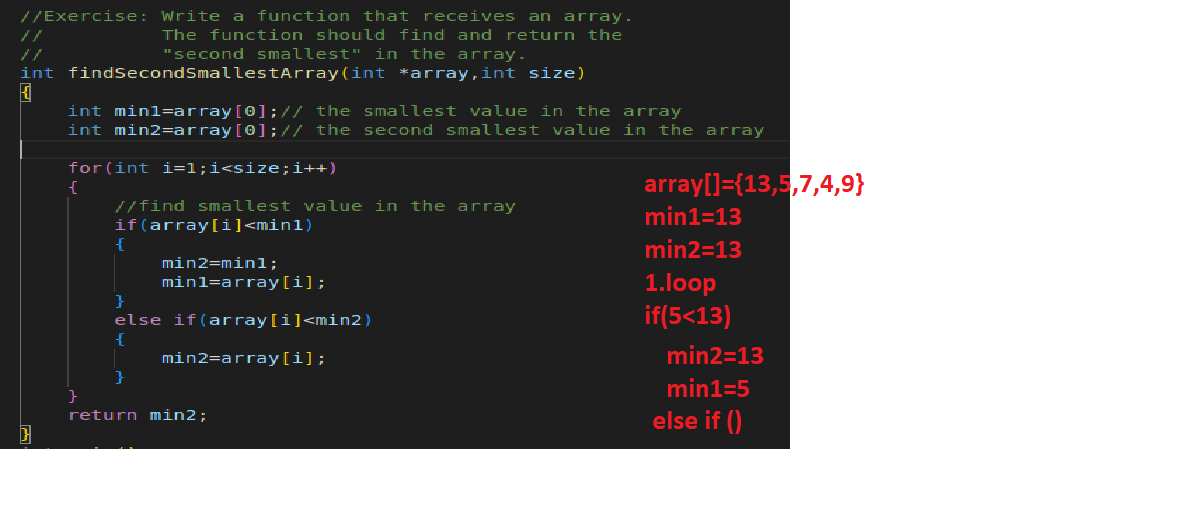 //Exercise: Write a function that receives an array.
//          The function should find and return the
//          "second smallest" in the array.
int findSecondSmallestArray(int *array,int size)
{
    int min1=array[0];// the smallest value in the array
    int min2=array[0];// the second smallest value in the array
    for(int i=1;i<size;i++)
    {
        //find smallest value in the array
        if(array[i]<min1)
        {
            min2=min1;
            min1=array[i];
        }
        else if(array[i]<min2)
        {
            min2=array[i];
        }
    }
    return min2;
}
array[]={13,5,7,4,9}
min1=13
min2=13
1.loop
if(5<13)
min2=13
min1=5
else if ()